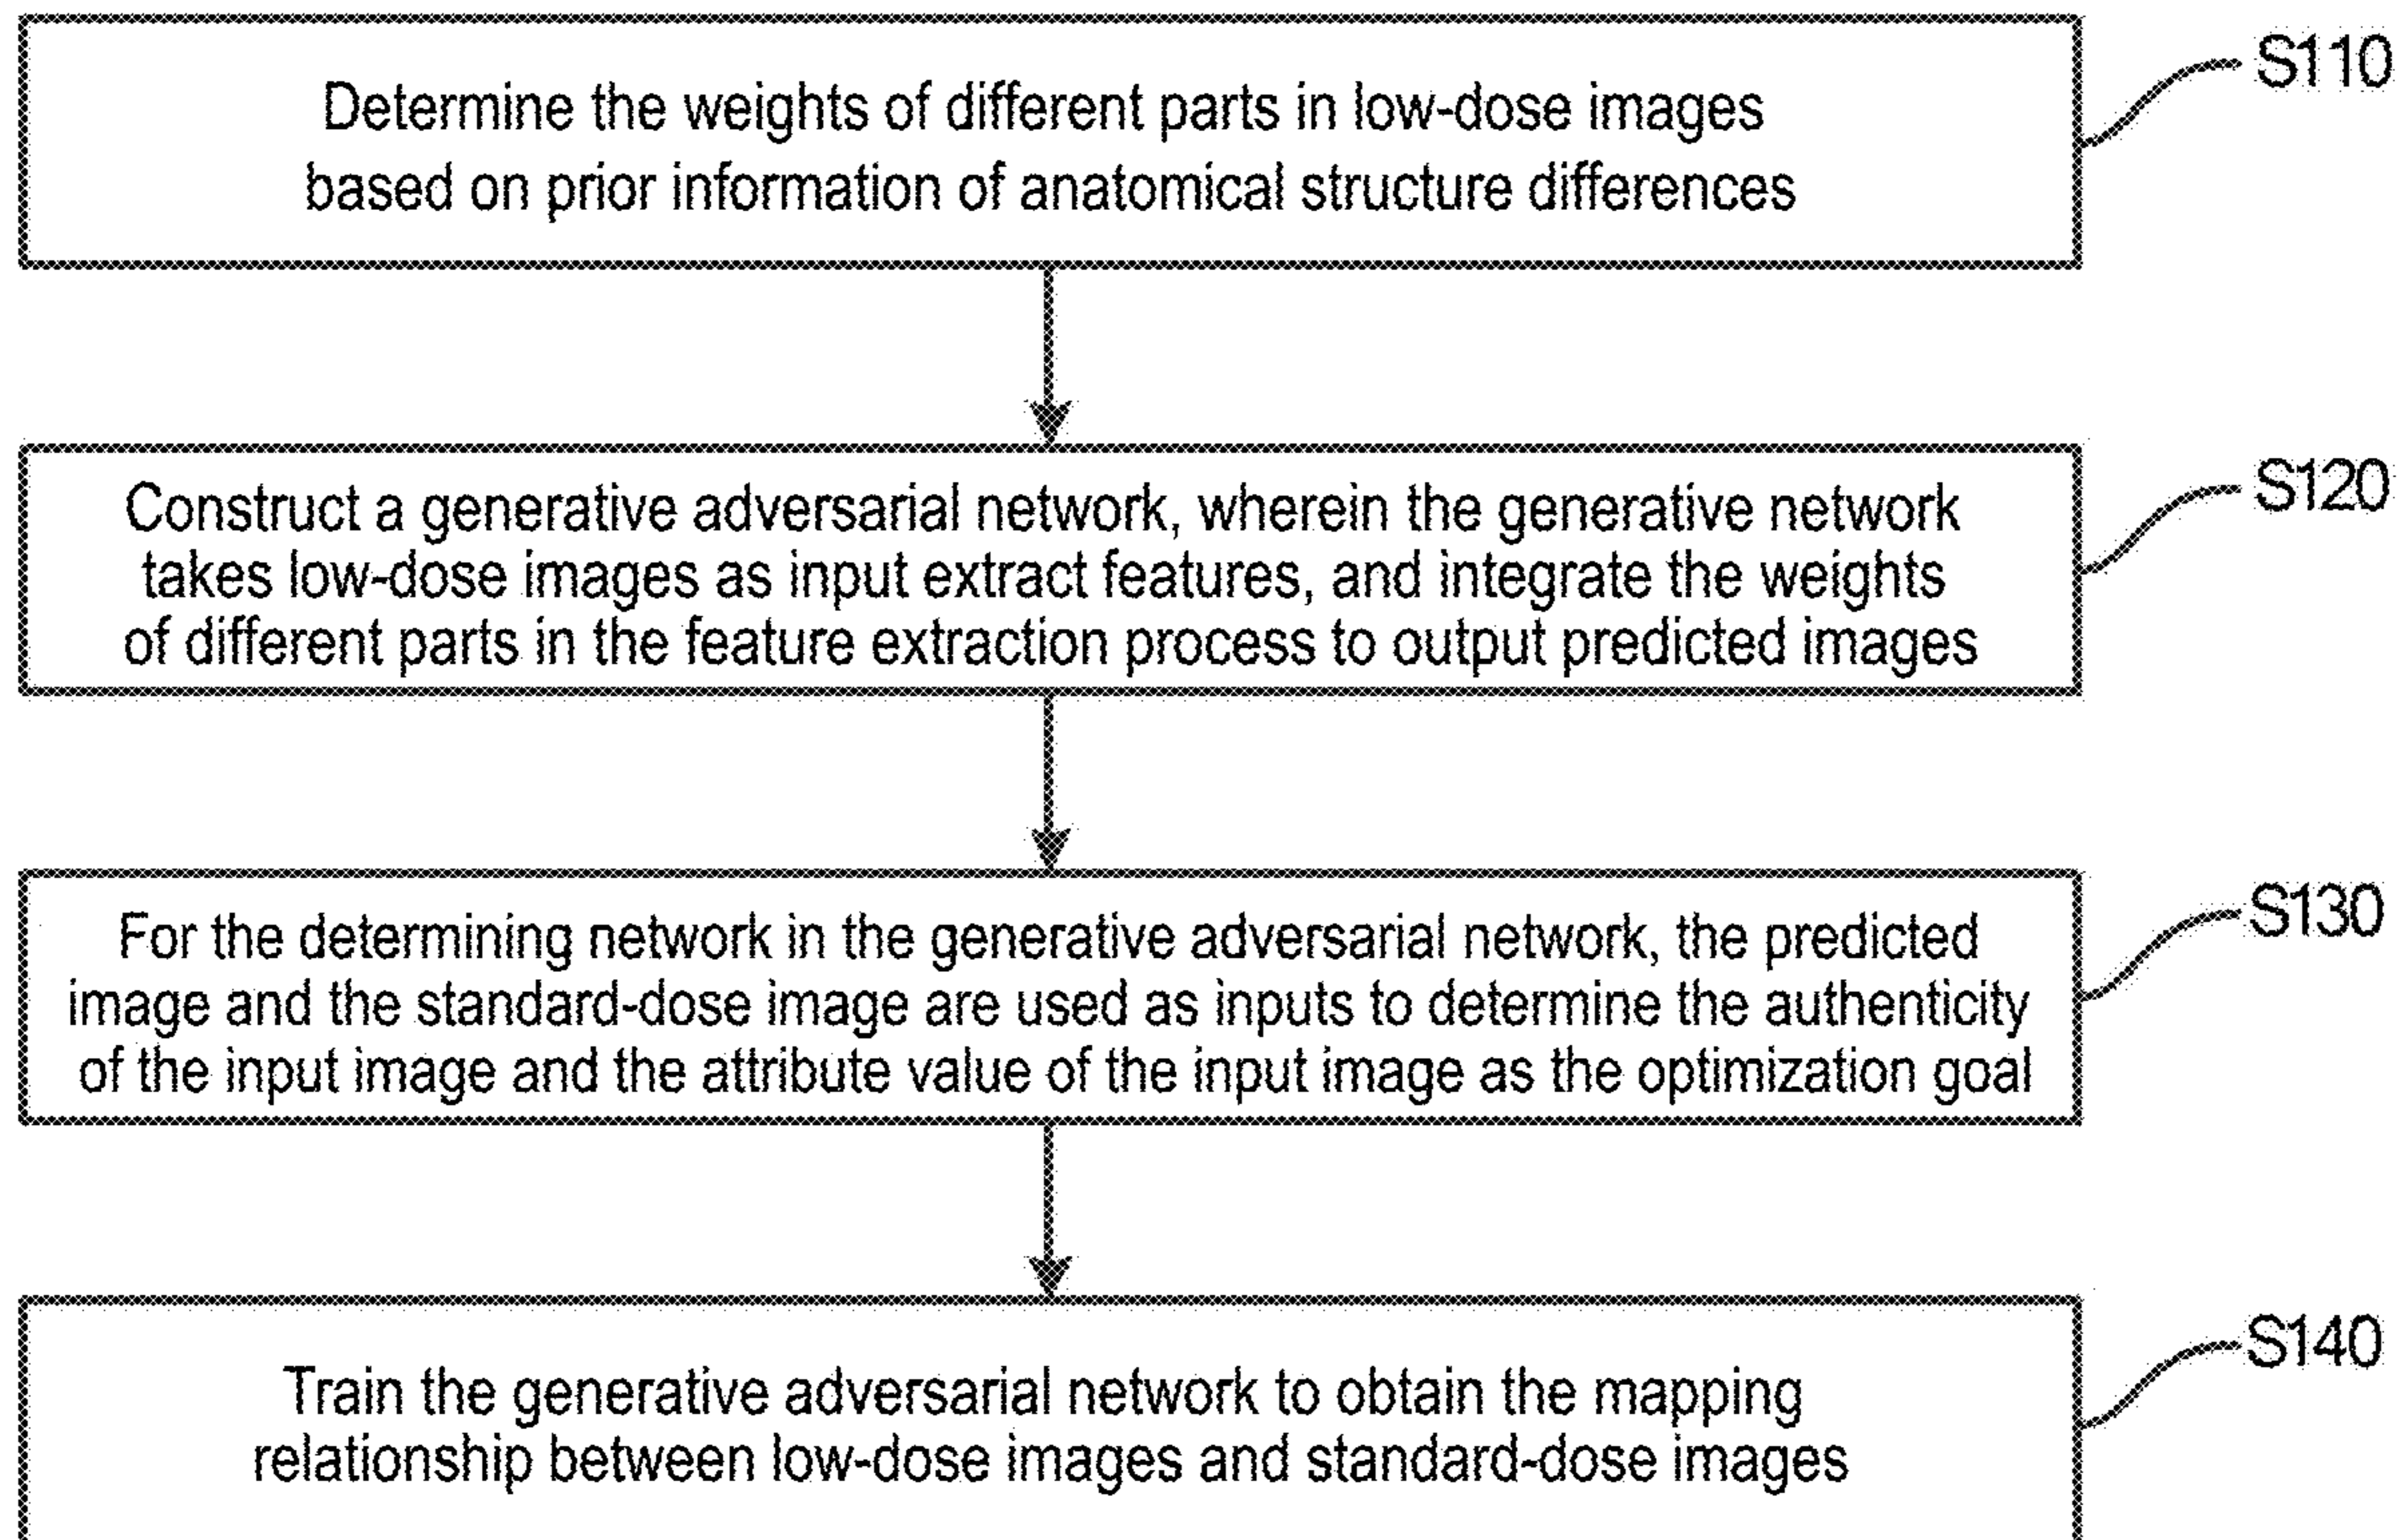 Determine the weights of different parts in low-dose images
based on prior information of anatomical structure differences
S110
Construct a generative adversarial network, wherein the generative network
takes low-dose images as input extract features, and integrate the weights
of different parts in the feature extraction process to output predicted images
S120
For the determining network in the generative adversarial network, the predicted
image and the standard-dose image are used as inputs to determine the authenticity
of the input image and the attribute value of the input image as the optimization goal
S130
Train the generative adversarial network to obtain the mapping
relationship between low-dose images and standard-dose images
S140